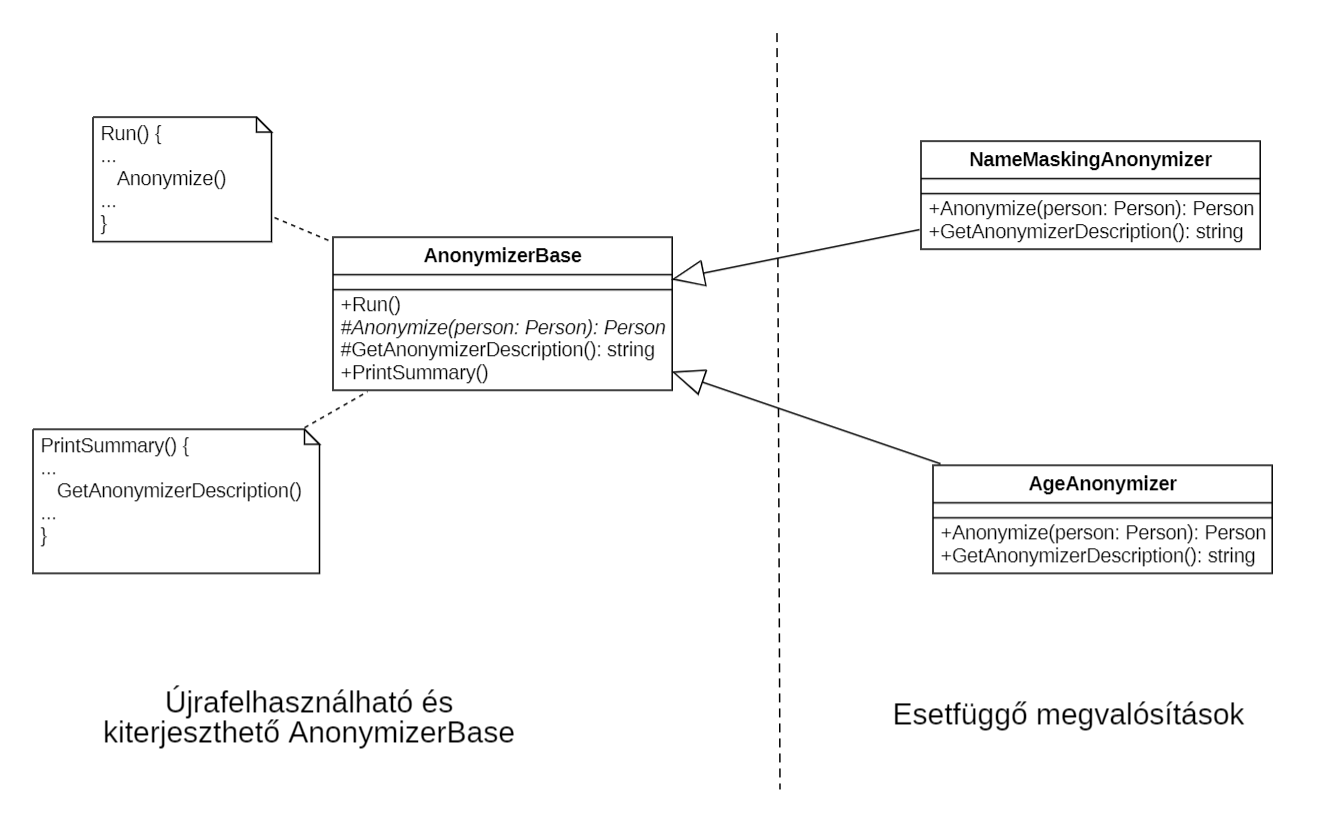 Run() {
...
Anonymize()
...
}
AnonymizerBase
+Run()
#Anonymize(person: Person): Person
#GetAnonymizerDescription(): string
+PrintSummary()
PrintSummary() {
...
GetAnonymizerDescription()
...
}
NameMaskingAnonymizer
+Anonymize(person: Person): Person
+GetAnonymizerDescription(): string
AgeAnonymizer
+Anonymize(person: Person): Person
+GetAnonymizerDescription(): string
Újrafelhasználható és
kiterjeszthető AnonymizerBase
Esetfüggő megvalósítások